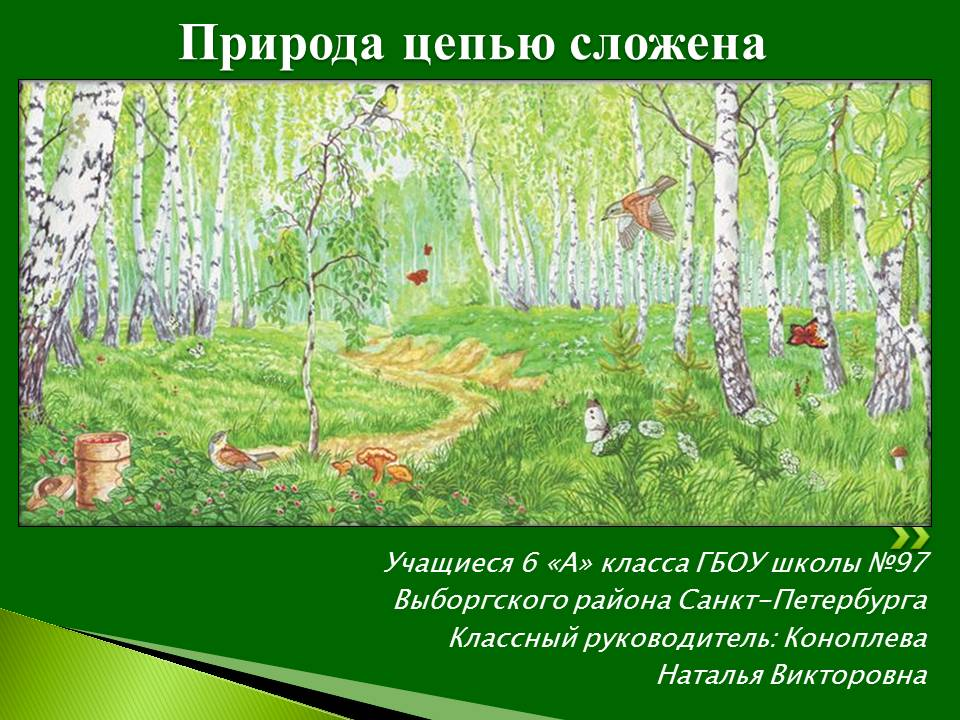 Природа цепью сложена
Учащиеся 6 «А» класса ГБОУ школы №97
Выборгского района Санкт-Петербурга
Классный руководитель: Коноплева
Наталья Викторовна